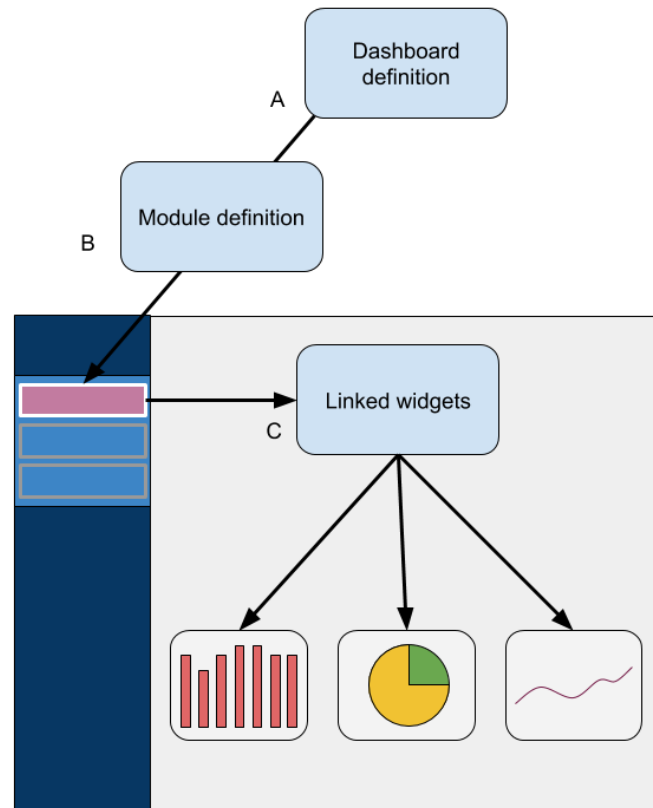 Dashboard
definition
A
Module definition
B
Linked widgets
C